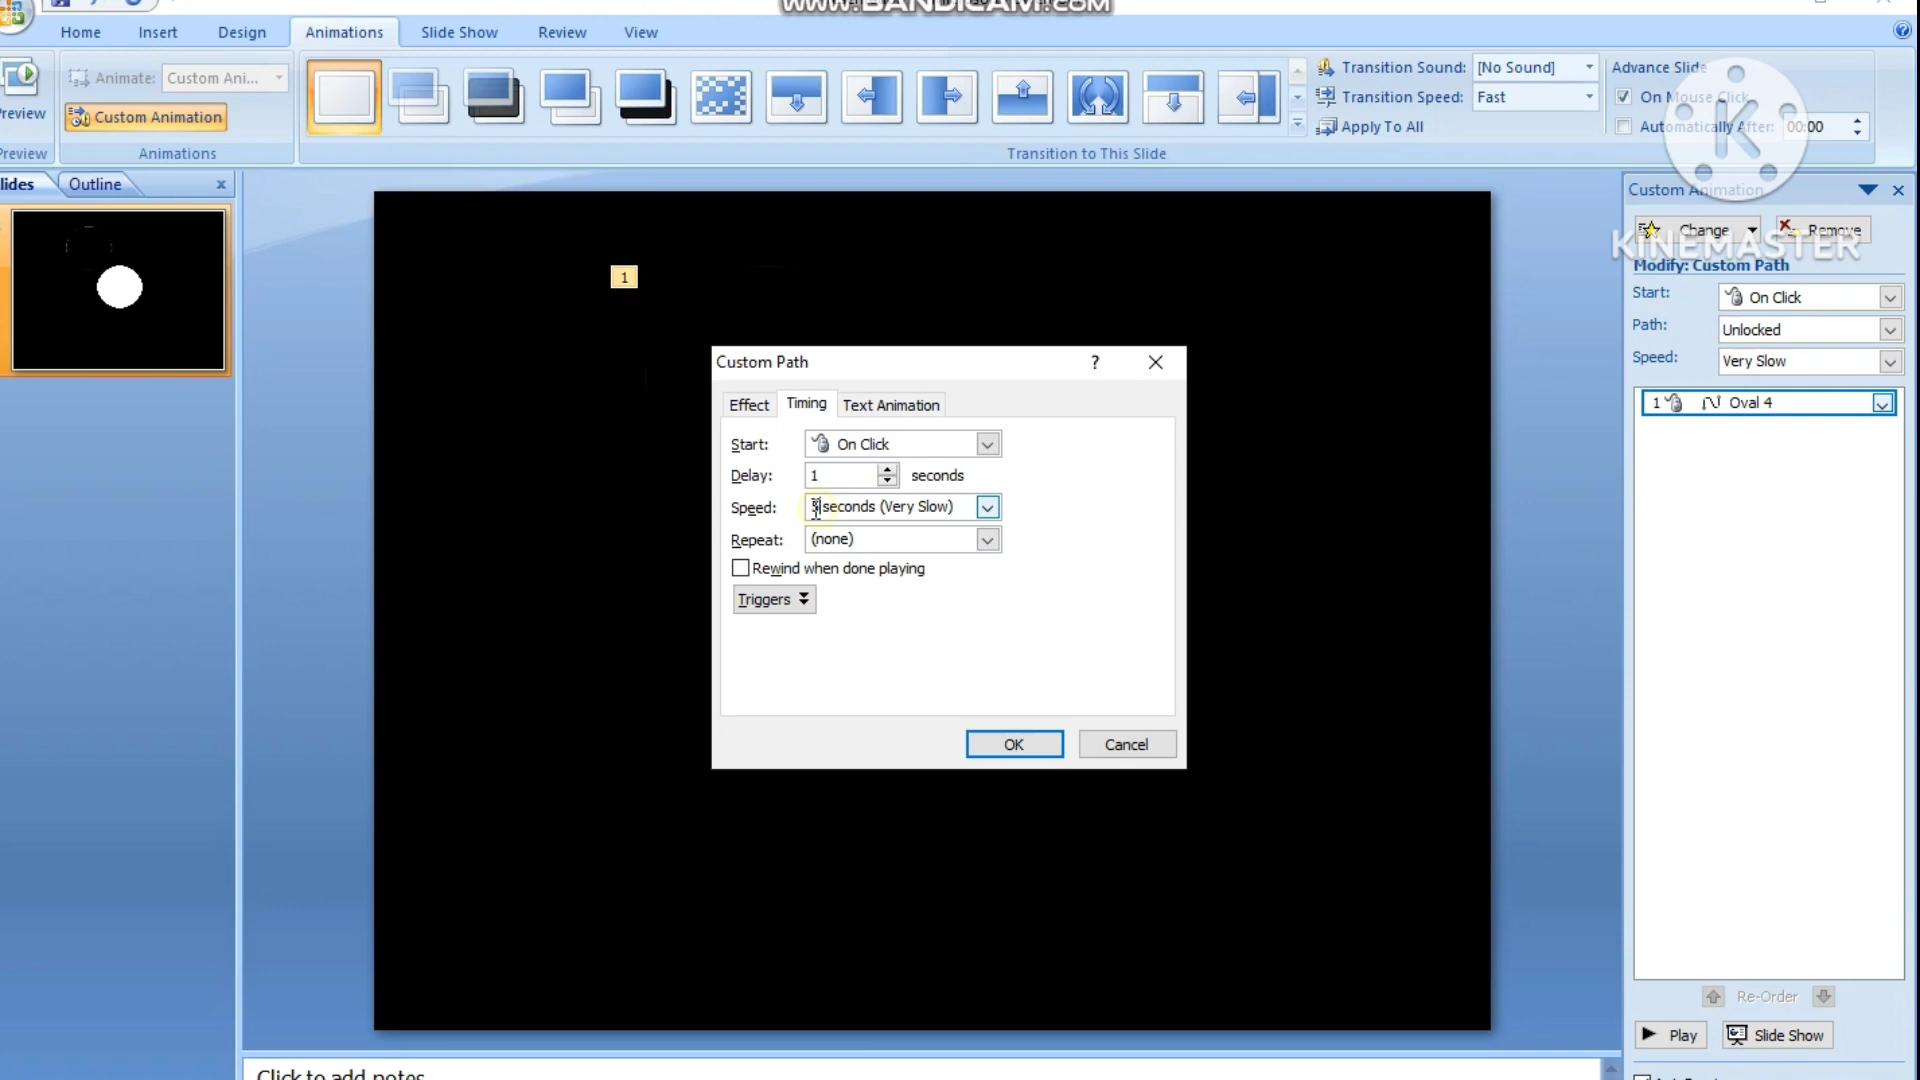 WWW.BANDICAM.COM
Home Insert Design Animations Slide Show Review View
Animate: Custom Ani...
Custom Animation
Preview
Preview
Animations
Transition Sound: [No Sound]
Transition Speed: Fast
Apply To All
Transition to This Slide
Advance Slide
On Mouse Click
Automatically After: 00:00
K
KINEMASTER
lides Outline x
1
Custom Path ?
Effect Timing Text Animation
Start: On Click
Delay: 1 seconds
Speed: seconds (Very Slow)
Repeat: (none)
Rewind when done playing
Triggers
OK Cancel
Custom Animation
Change Remove
Modify: Custom Path
Start: On Click
Path: Unlocked
Speed: Very Slow
1 Oval 4
Re-Order
Play Slide Show
Click to add notes